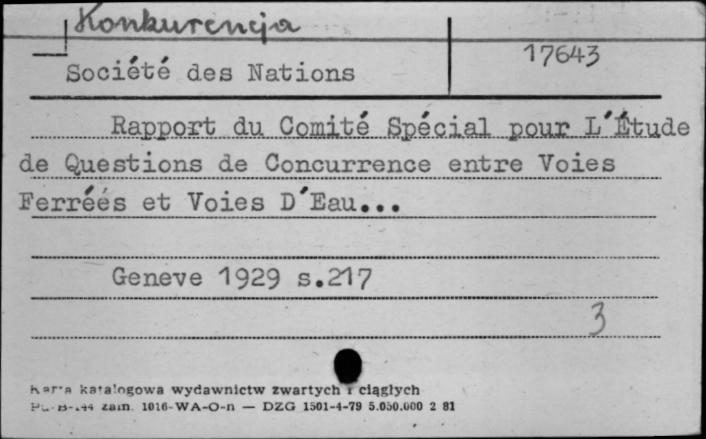 Konkurencja
17643
Société des Nations
Rapport du Comité Spécial pour L'Étude
de Questions de Concurrence entre Voies
Ferréés et Voies D'Eau...
Geneve 1929 s.217
3
Karta katalogowa wydawnictw zwartych i ciągłych
zam. 1016-WA-O-n — DZG 1501-4-79 5.050.000 2 81